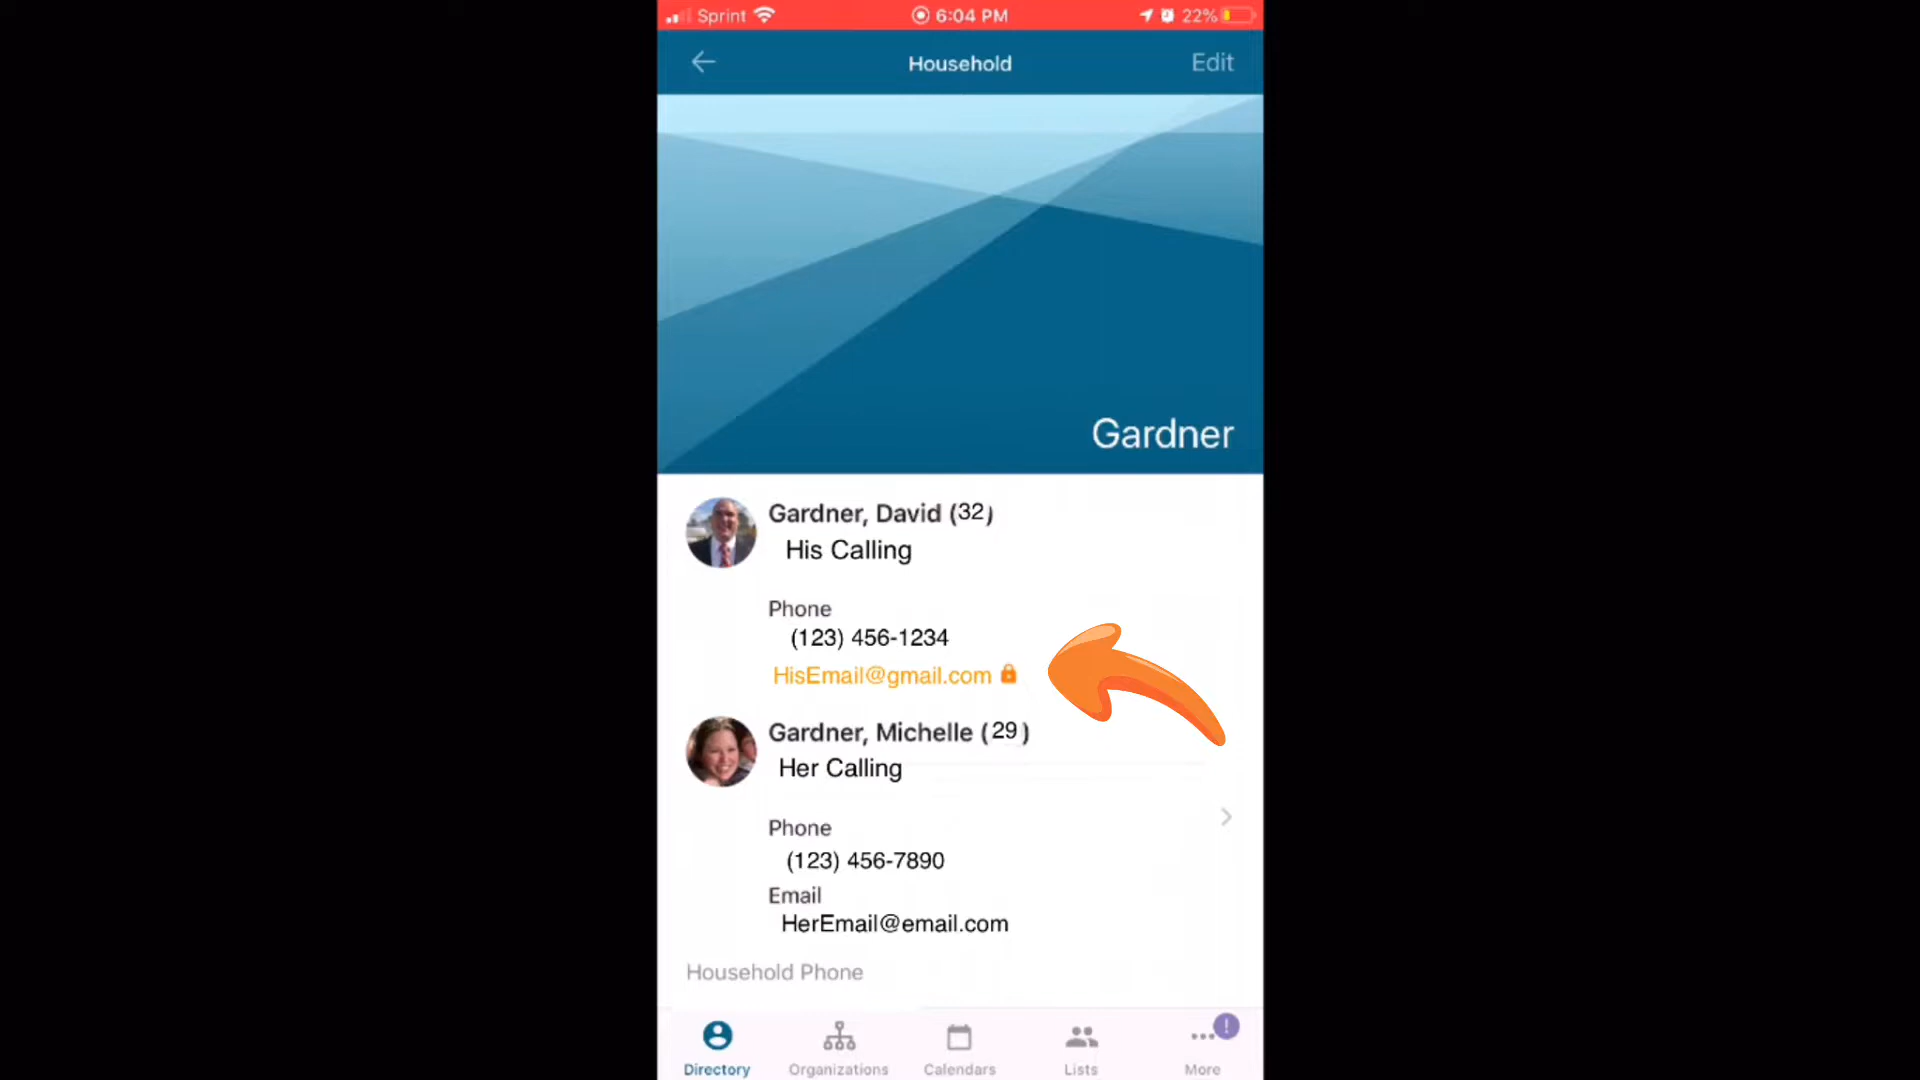 Sprint 6:04 PM 22%
Household Edit
Gardner
Gardner, David (32)
His Calling
Phone
(123) 456-1234
HisEmail@gmail.com
Gardner, Michelle (29)
Her Calling
Phone
(123) 456-7890
Email
HerEmail@email.com
Household Phone
!
Directory Organizations Calendars Lists More